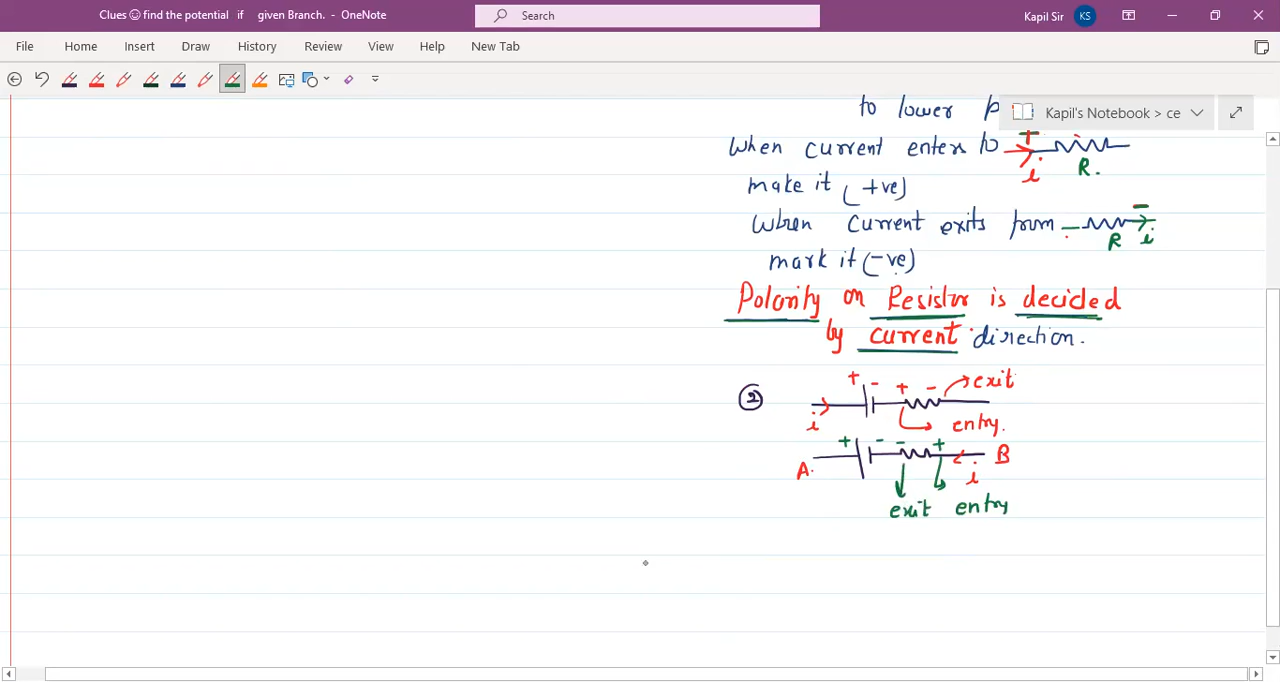 Clues 😊 find the potential if given Branch. - OneNote
Search
Kapil Sir KS
File Home Insert Draw History Review View Help New Tab
Kapil's Notebook > ce
to lower p
When current enters to + i R.
make it (+ve)
When current exits from - R - i
mark it (-ve)
Polarity on Resistor is decided
by current direction.
② + - + - exit
i entry.
A. + - - + i B
exit entry